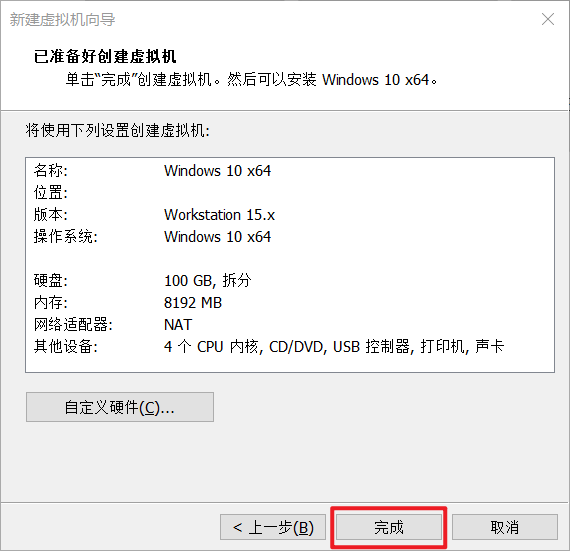 新建虚拟机向导
已准备好创建虚拟机
单击“完成”创建虚拟机。然后可以安装 Windows 10 x64。
将使用下列设置创建虚拟机:
名称: Windows 10 x64
位置:
版本: Workstation 15.x
操作系统: Windows 10 x64
硬盘: 100 GB, 拆分
内存: 8192 MB
网络适配器: NAT
其他设备: 4 个 CPU 内核, CD/DVD, USB 控制器, 打印机, 声卡
自定义硬件(C)...
< 上一步(B) 完成 取消